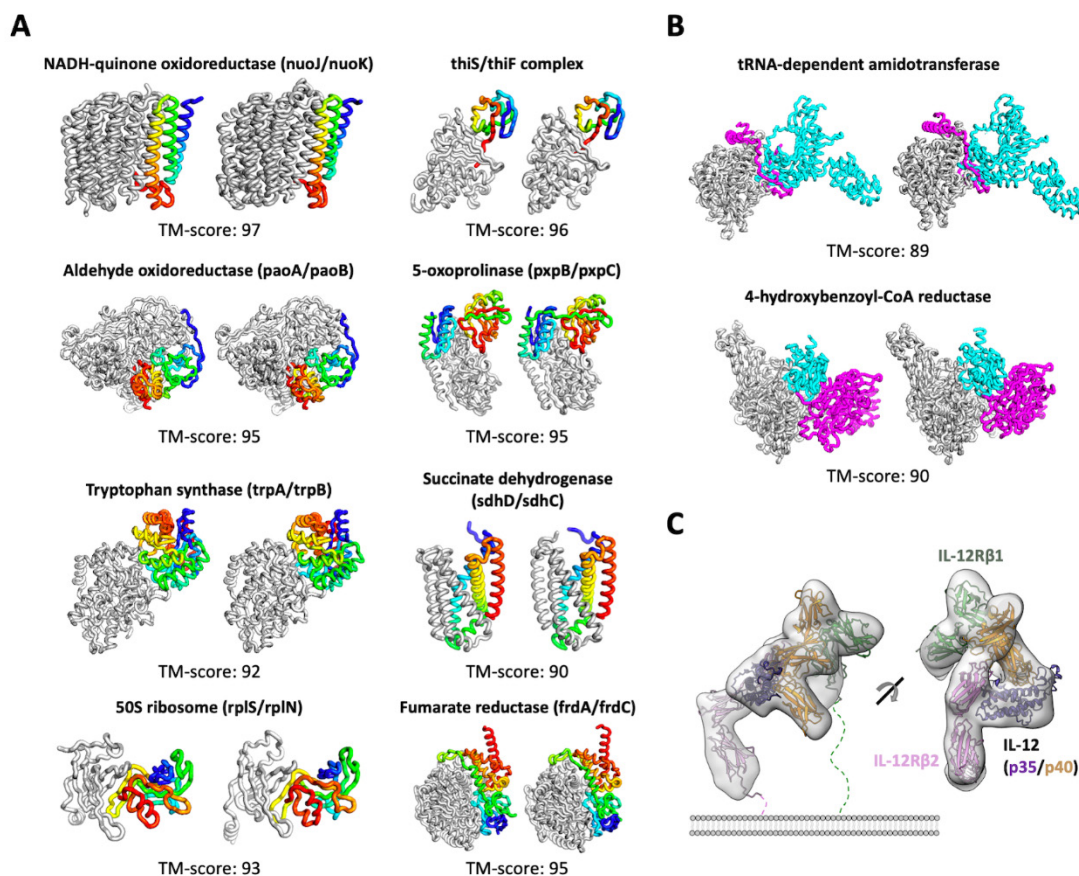 A
NADH-quinone oxidoreductase (nuoJ/nuoK)
TM-score: 97
thiS/thiF complex
TM-score: 96
Aldehyde oxidoreductase (paoA/paoB)
TM-score: 95
5-oxoprolinase (pxpB/pxpC)
TM-score: 95
Tryptophan synthase (trpA/trpB)
TM-score: 92
Succinate dehydrogenase
(sdhD/sdhC)
TM-score: 90
50S ribosome (rplS/rplN)
TM-score: 93
Fumarate reductase (frdA/frdC)
TM-score: 95
B
tRNA-dependent amidotransferase
TM-score: 89
4-hydroxybenzoyl-CoA reductase
TM-score: 90
C
IL-12Rβ1
IL-12Rβ2
IL-12
(p35/p40)